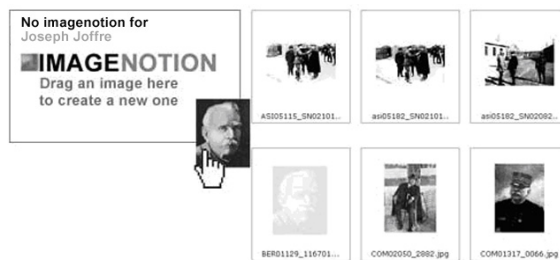 No imagenotion for
Joseph Joffre
IMAGENOTION
Drag an image here
to create a new one
ASI05115_SN02101...
asi05182_SN02101...
asi05182_SN02082...
BER01129_116701...
COM02050_2882.jpg
COM01317_0066.jpg